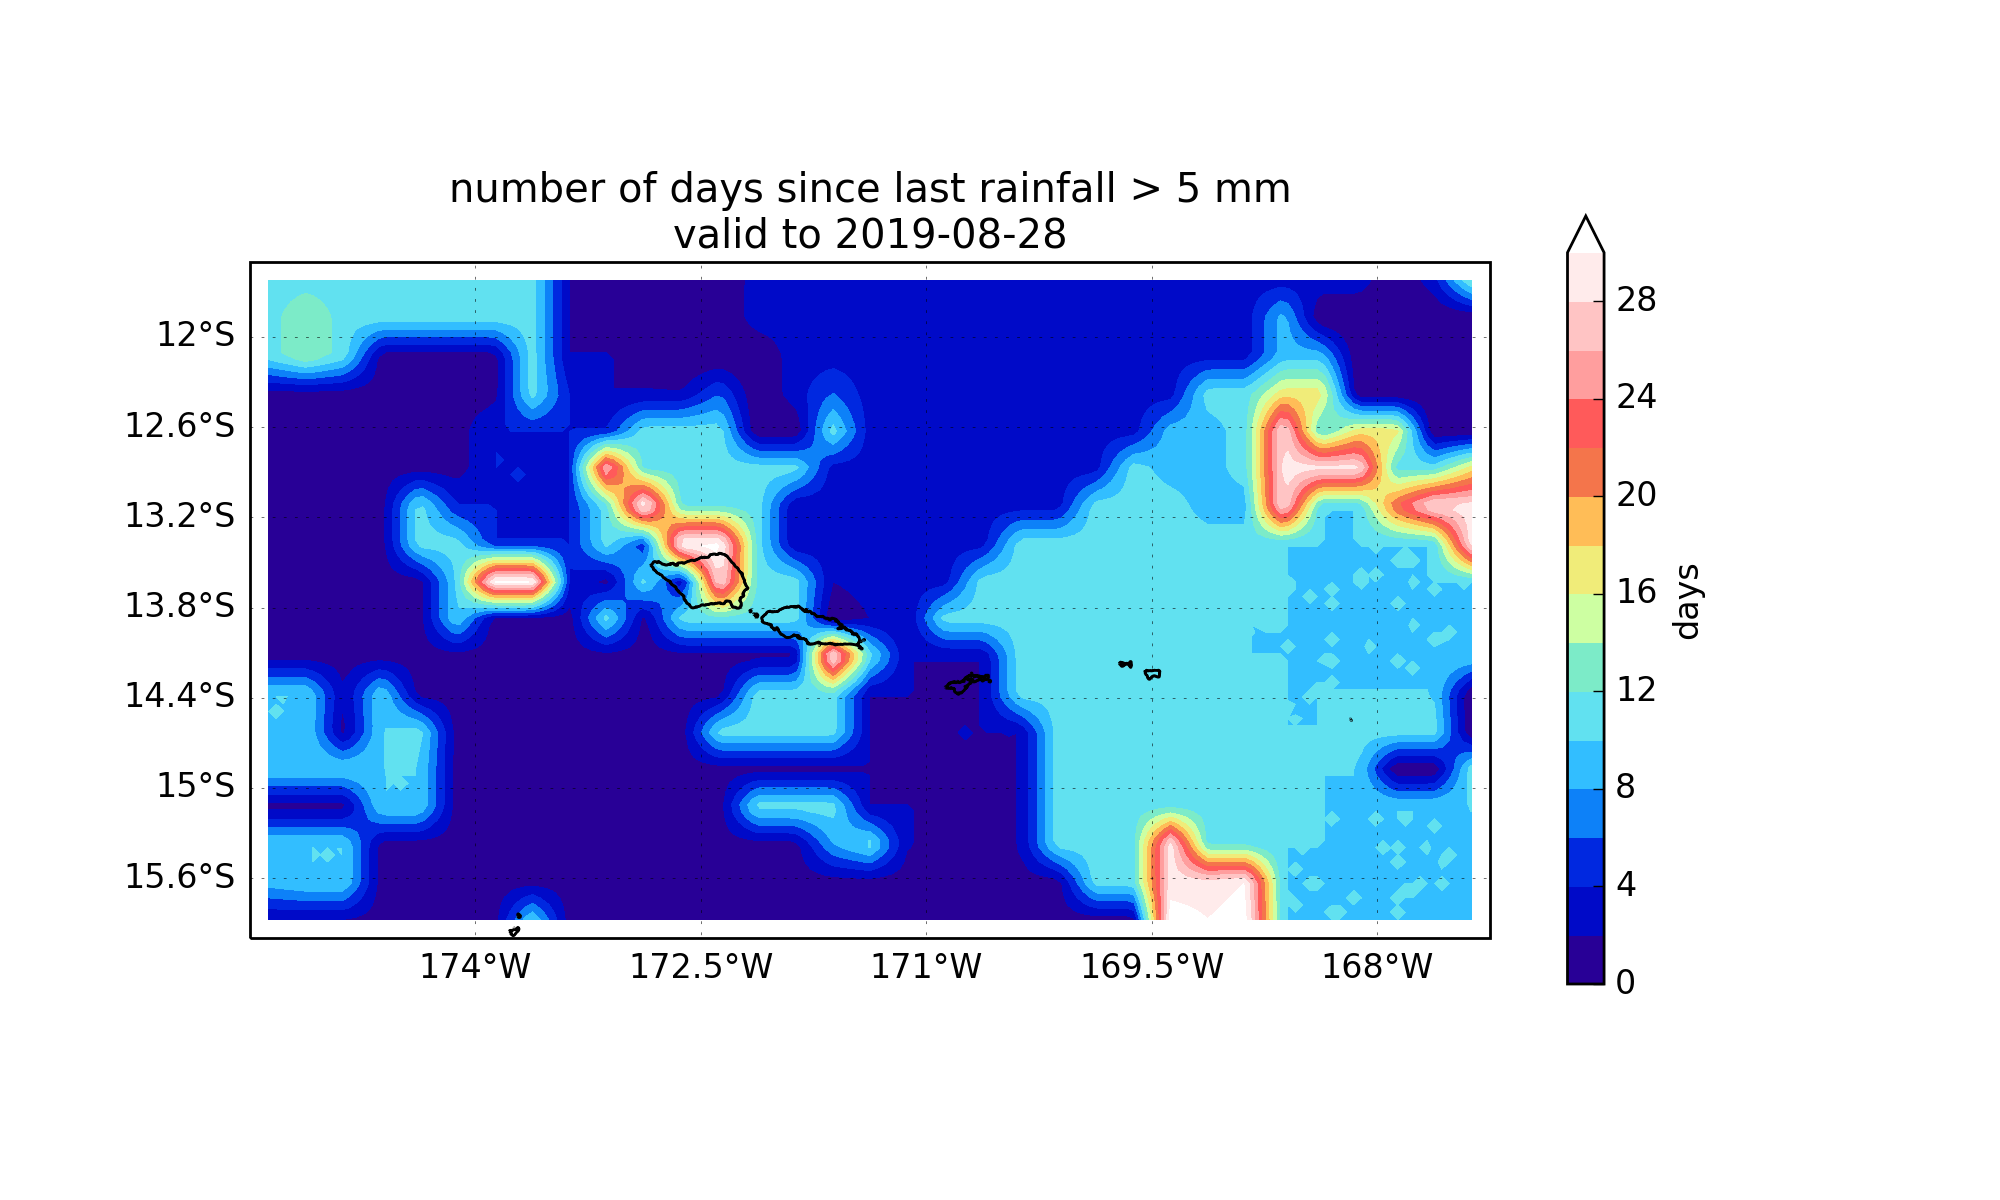 number of days since last rainfall > 5 mm
valid to 2019-08-28
12°S
12.6°S
13.2°S
13.8°S
14.4°S
15°S
15.6°S
174°W
172.5°W
171°W
169.5°W
168°W
28
24
20
16
12
8
4
0
days